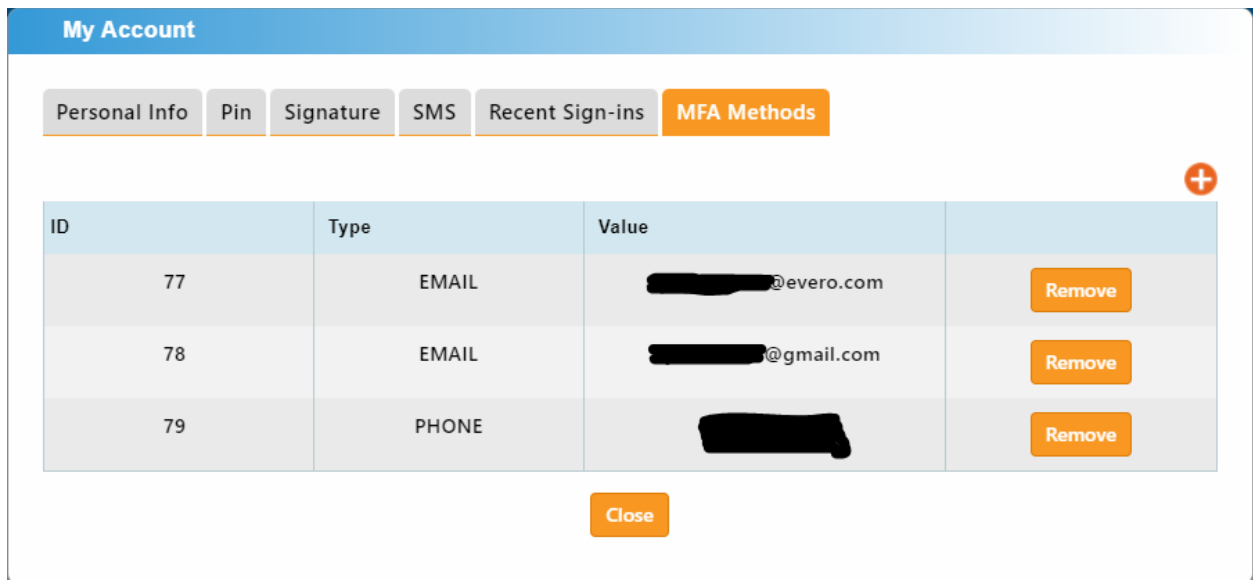 My Account
Personal Info Pin Signature SMS Recent Sign-ins MFA Methods
ID Type Value
77 EMAIL @evero.com Remove
78 EMAIL @gmail.com Remove
79 PHONE Remove
Close